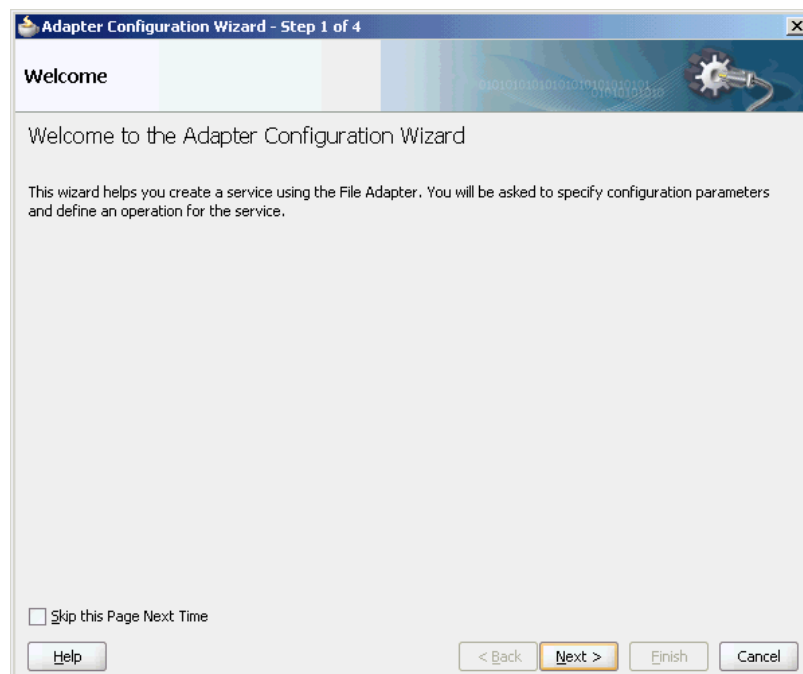 Adapter Configuration Wizard - Step 1 of 4
Welcome
Welcome to the Adapter Configuration Wizard
This wizard helps you create a service using the File Adapter. You will be asked to specify configuration parameters
and define an operation for the service.
Skip this Page Next Time
Help
< Back
Next >
Finish
Cancel